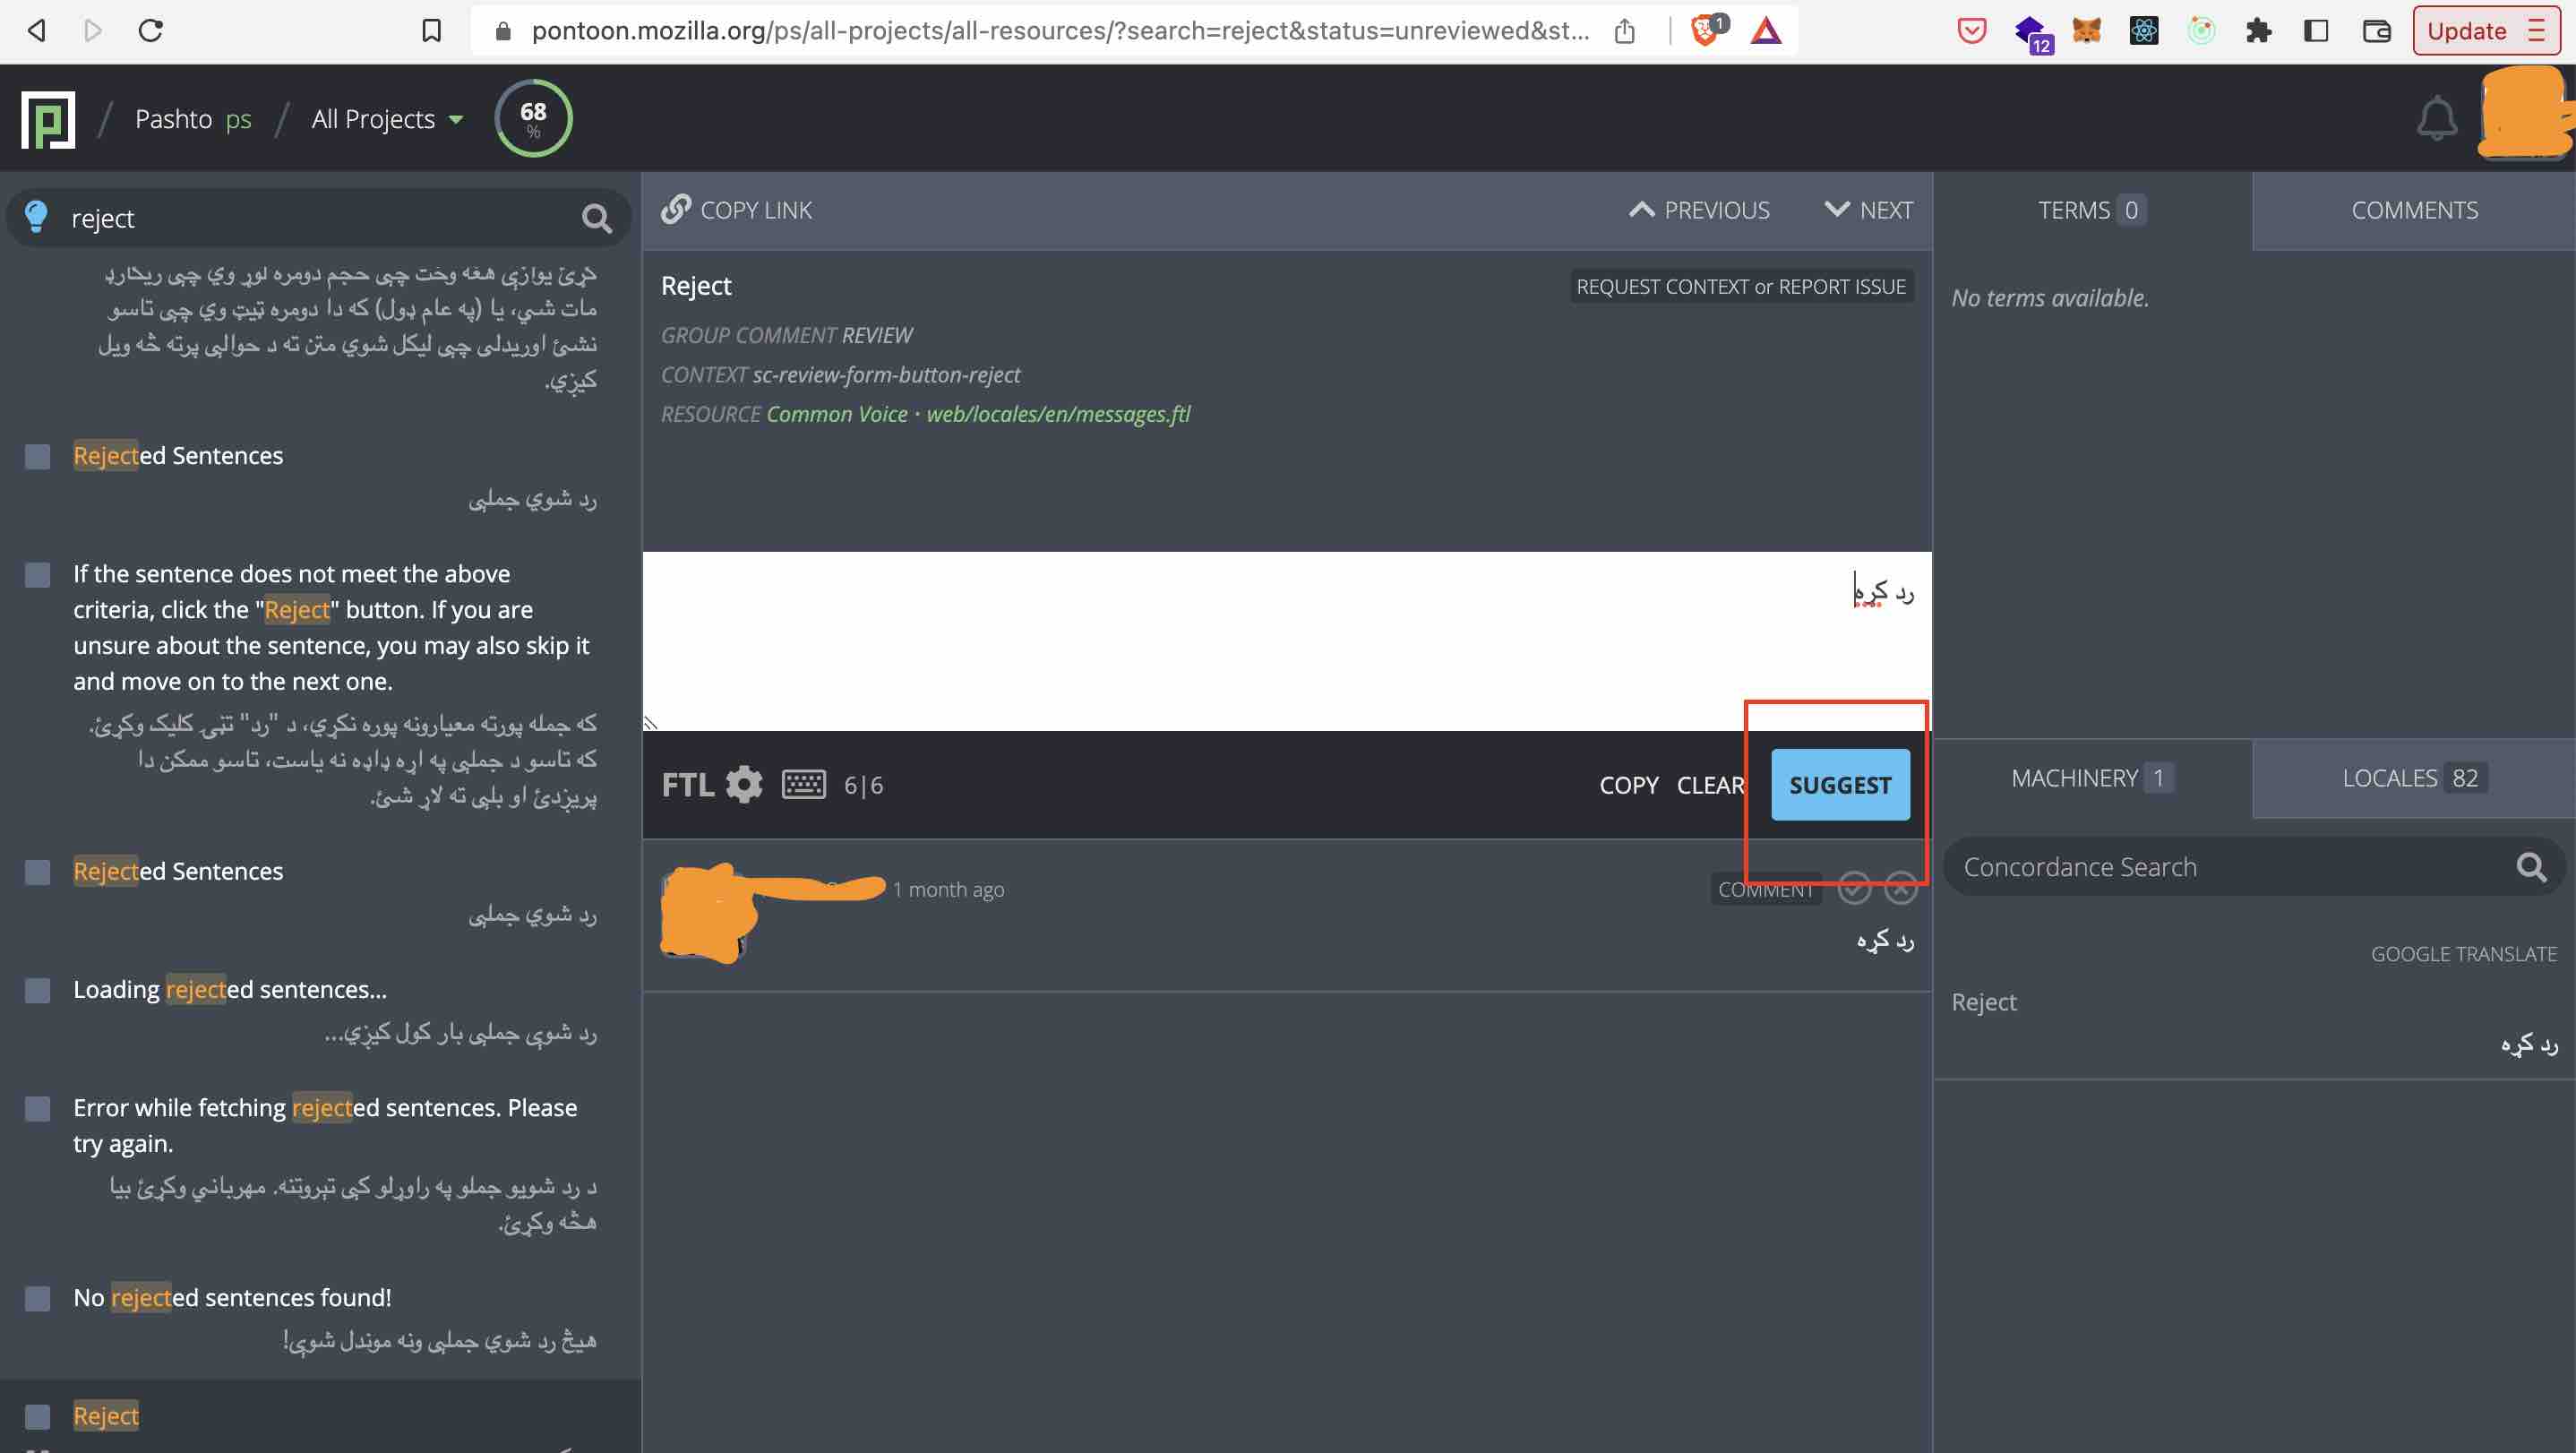 pontoon.mozilla.org/ps/all-projects/all-resources/?search=reject&status=unreviewed&st...
1
12
Update
Pashto ps
All Projects
68
%
reject
کړئ یوازې هغه وخت چې حجم دومره لوړ وي چې ریکارډ
مات شي، یا (په عام ډول) که دا دومره ټیټ وي چې تاسو
نشئ اوریدلی چې لیکل شوي متن ته د حوالې پرته څه ویل
کیږي.
Rejected Sentences
رد شوي جملې
If the sentence does not meet the above
criteria, click the "Reject" button. If you are
unsure about the sentence, you may also skip it
and move on to the next one.
که جمله پورته معیارونه پوره نکړي، د "رد" تڼۍ کلیک وکړئ.
که تاسو د جملې په اړه ډاډه نه یاست، تاسو ممکن دا
پریږدئ او بلې ته لاړ شئ.
Rejected Sentences
رد شوي جملې
Loading rejected sentences...
رد شوې جملې بار کول کیږي...
Error while fetching rejected sentences. Please
try again.
د رد شویو جملو په راوړلو کې تېروتنه. مهرباني وکړئ بیا
هڅه وکړئ.
No rejected sentences found!
هیڅ رد شوي جملې ونه موندل شوې!
Reject
COPY LINK
PREVIOUS
NEXT
Reject
REQUEST CONTEXT or REPORT ISSUE
GROUP COMMENT REVIEW
CONTEXT sc-review-form-button-reject
RESOURCE Common Voice • web/locales/en/messages.ftl
رد کړه
FTL
6|6
COPY
CLEAR
SUGGEST
1 month ago
COMMENT
رد کړه
TERMS 0
COMMENTS
No terms available.
MACHINERY 1
LOCALES 82
Concordance Search
GOOGLE TRANSLATE
Reject
رد کړه